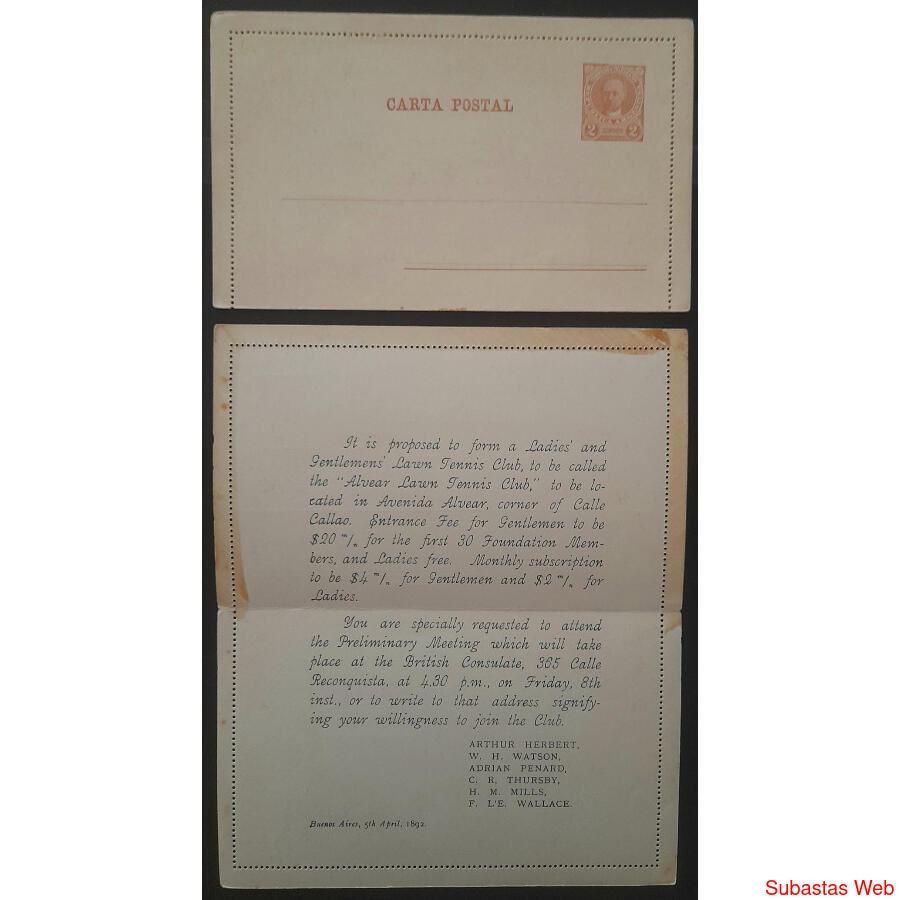 CARTA POSTAL
2 2
It is proposed to form a Ladies' and
Gentlemens' Lawn Tennis Club, to be called
the "Alvear Lawn Tennis Club," to be lo-
cated in Avenida Alvear, corner of Calle
Callao. Entrance Fee for Gentlemen to be
$20 m/n for the first 30 Foundation Mem-
bers, and Ladies free. Monthly subscription
to be $4 m/n for Gentlemen and $2 m/n for
Ladies.
You are specially requested to attend
the Preliminary Meeting which will take
place at the British Consulate, 365 Calle
Reconquista, at 4.30 p.m., on Friday, 8th
inst., or to write to that address signify-
ing your willingness to join the Club.
ARTHUR HERBERT,
W. H. WATSON,
ADRIAN PENARD,
C. R. THURSBY,
H. M. MILLS,
F. L'E. WALLACE.
Buenos Aires, 5th April, 1892.
Subastas Web